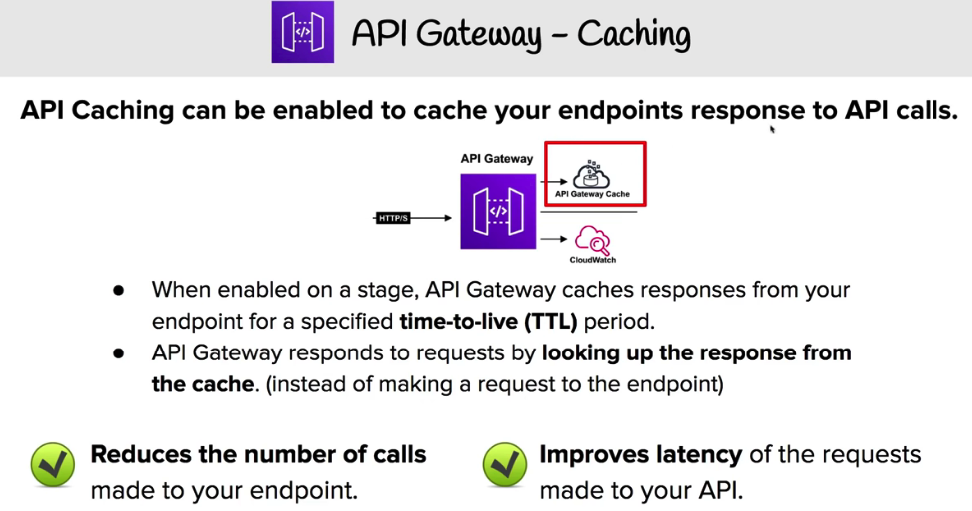 API Gateway – Caching
API Caching can be enabled to cache your endpoints response to API calls.
API Gateway
</>
API Gateway Cache
HTTP/S
CloudWatch
● When enabled on a stage, API Gateway caches responses from your
endpoint for a specified time-to-live (TTL) period.
● API Gateway responds to requests by looking up the response from
the cache. (instead of making a request to the endpoint)
Reduces the number of calls
made to your endpoint.
Improves latency of the requests
made to your API.